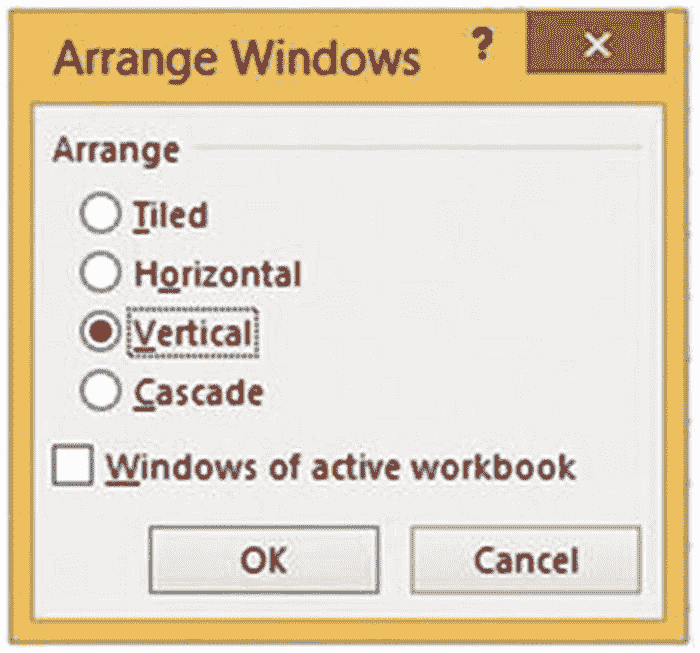 Arrange Windows ?
Arrange
Tiled
Horizontal
Vertical
Cascade
Windows of active workbook
OK Cancel